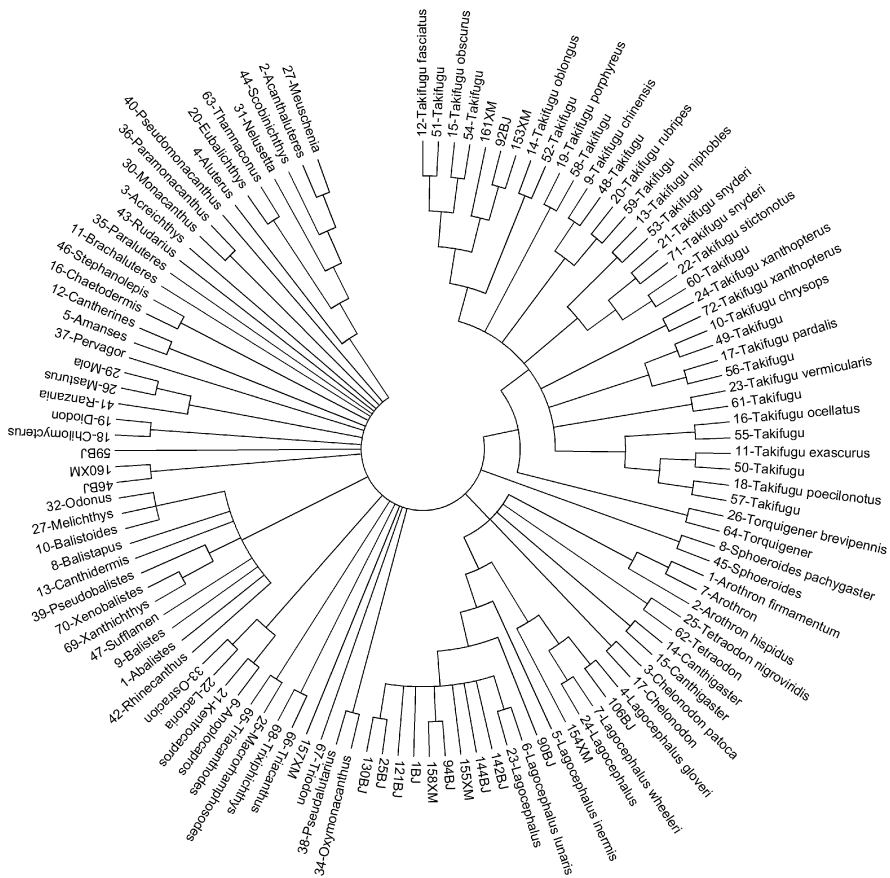 12-Takifugu fasciatus
51-Takifugu
15-Takifugu obscurus
54-Takifugu
161XM
92BJ
153XM
14-Takifugu oblongus
52-Takifugu
19-Takifugu porphyreus
58-Takifugu
9-Takifugu chinensis
48-Takifugu
20-Takifugu rubripes
59-Takifugu
13-Takifugu niphobles
53-Takifugu
21-Takifugu snyderi
71-Takifugu snyderi
22-Takifugu stictonotus
60-Takifugu
24-Takifugu xanthopterus
72-Takifugu xanthopterus
10-Takifugu chrysops
49-Takifugu
17-Takifugu pardalis
56-Takifugu
23-Takifugu vermicularis
61-Takifugu
16-Takifugu ocellatus
55-Takifugu
11-Takifugu exascurus
50-Takifugu
18-Takifugu poecilonotus
57-Takifugu
26-Torquigener brevipennis
64-Torquigener
8-Sphoeroides pachygaster
45-Sphoeroides
1-Arothron firmamentum
7-Arothron
2-Arothron hispidus
25-Tetraodon nigroviridis
62-Tetraodon
14-Canthigaster
15-Canthigaster
3-Chelonodon patoca
17-Chelonodon
4-Lagocephalus gloveri
106BJ
7-Lagocephalus wheeleri
24-Lagocephalus
154XM
5-Lagocephalus inermis
90BJ
6-Lagocephalus lunaris
23-Lagocephalus
142BJ
144BJ
155XM
94BJ
158XM
1BJ
121BJ
25BJ
130BJ
34-Oxymonacanthus
38-Pseudalutarius
67-Triodon
157XM
66-Triacanthus
68-Trixiphichthys
25-Macrorhamphosodes
65-Triacanthodes
6-Anoplocapros
21-Kentrocapros
22-Lactoria
33-Ostracion
42-Rhinecanthus
1-Abalistes
9-Balistes
47-Sufflamen
69-Xanthichthys
70-Xenobalistes
39-Pseudobalistes
13-Canthidermis
8-Balistapus
10-Balistoides
27-Melichthys
32-Odonus
46BJ
160XM
59BJ
18-Chilomycterus
19-Diodon
41-Ranzania
26-Masturus
29-Mola
37-Pervagor
5-Amanses
12-Cantherines
16-Chaetodermis
46-Stephanolepis
11-Brachaluteres
35-Paraluteres
43-Rudarius
3-Acreichthys
30-Monacanthus
36-Paramonacanthus
40-Pseudomonacanthus
4-Aluterus
20-Eubalichthys
63-Thamnaconus
31-Nelusetta
44-Scobinichthys
2-Acanthaluteres
27-Meuschenia